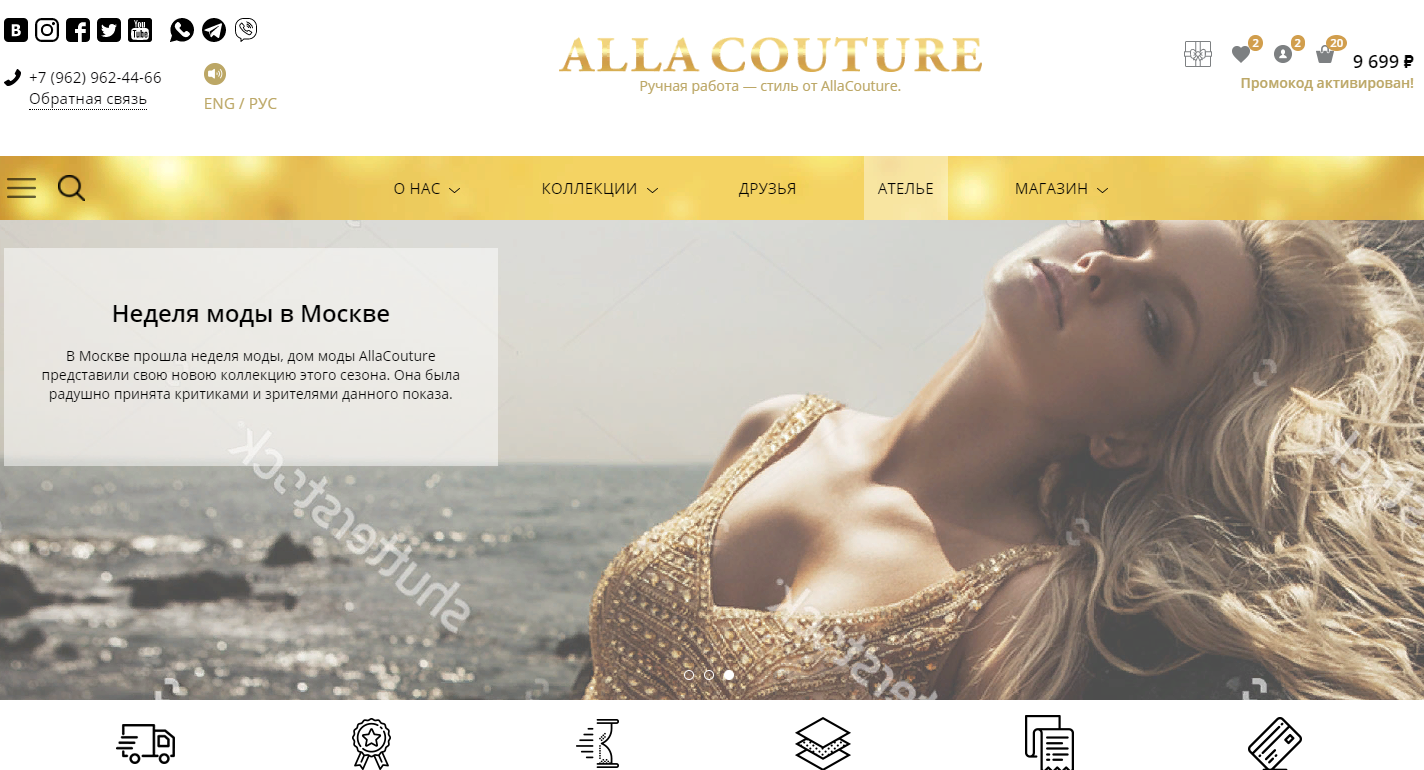 B
You
Tube
+7 (962) 962-44-66
Обратная связь
ENG / РУС
ALLA COUTURE
Ручная работа — стиль от AllaCouture.
2
2
20
9 699 ₽
Промокод активирован!
О НАС
КОЛЛЕКЦИИ
ДРУЗЬЯ
АТЕЛЬЕ
МАГАЗИН
Неделя моды в Москве
В Москве прошла неделя моды, дом моды AllaCouture
представили свою новою коллекцию этого сезона. Она была
радушно принята критиками и зрителями данного показа.
shutterstock